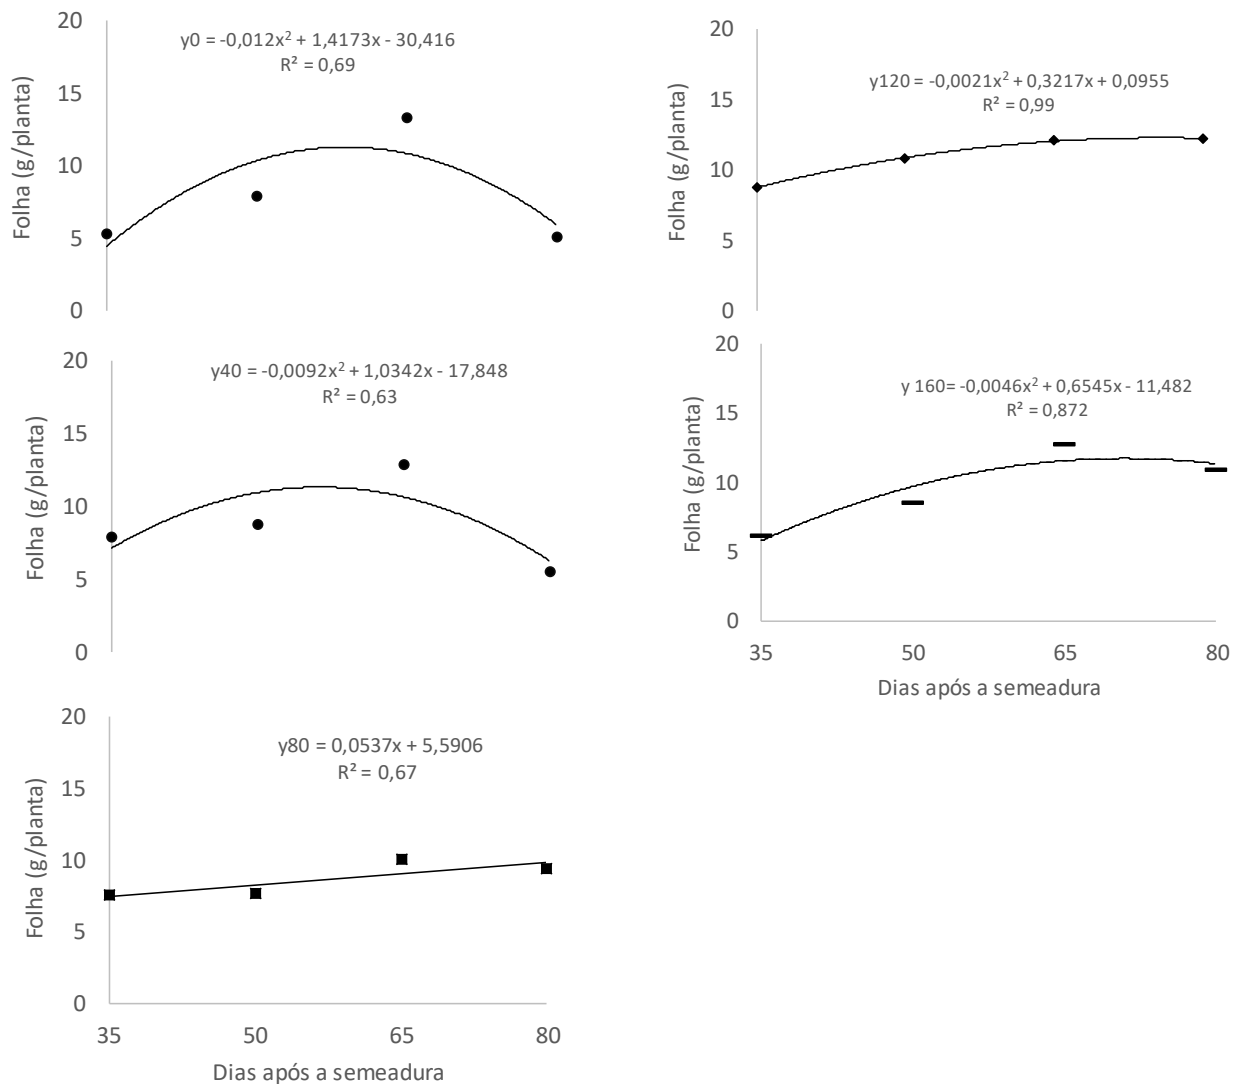 20
15
10
5
0
Folha (g/planta)
y0 = -0,012x² + 1,4173x - 30,416
R² = 0,69
20
15
10
5
0
Folha (g/planta)
y120 = -0,0021x² + 0,3217x + 0,0955
R² = 0,99
20
15
10
5
0
Folha (g/planta)
y40 = -0,0092x² + 1,0342x - 17,848
R² = 0,63
20
15
10
5
0
Folha (g/planta)
y 160= -0,0046x² + 0,6545x - 11,482
R² = 0,872
35 50 65 80
Dias após a semeadura
20
15
10
5
0
Folha (g/planta)
y80 = 0,0537x + 5,5906
R² = 0,67
35 50 65 80
Dias após a semeadura